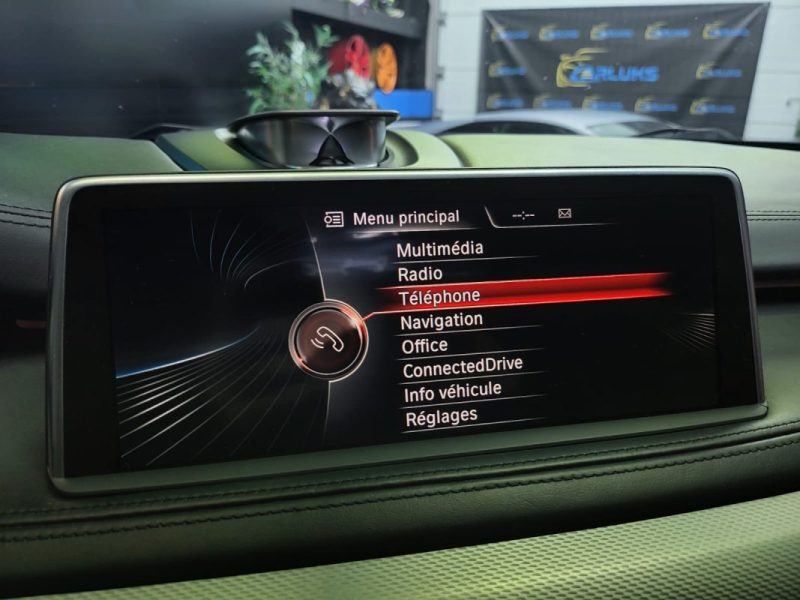 CARLUKS
Menu principal --:--
Multimédia
Radio
Téléphone
Navigation
Office
ConnectedDrive
Info véhicule
Réglages